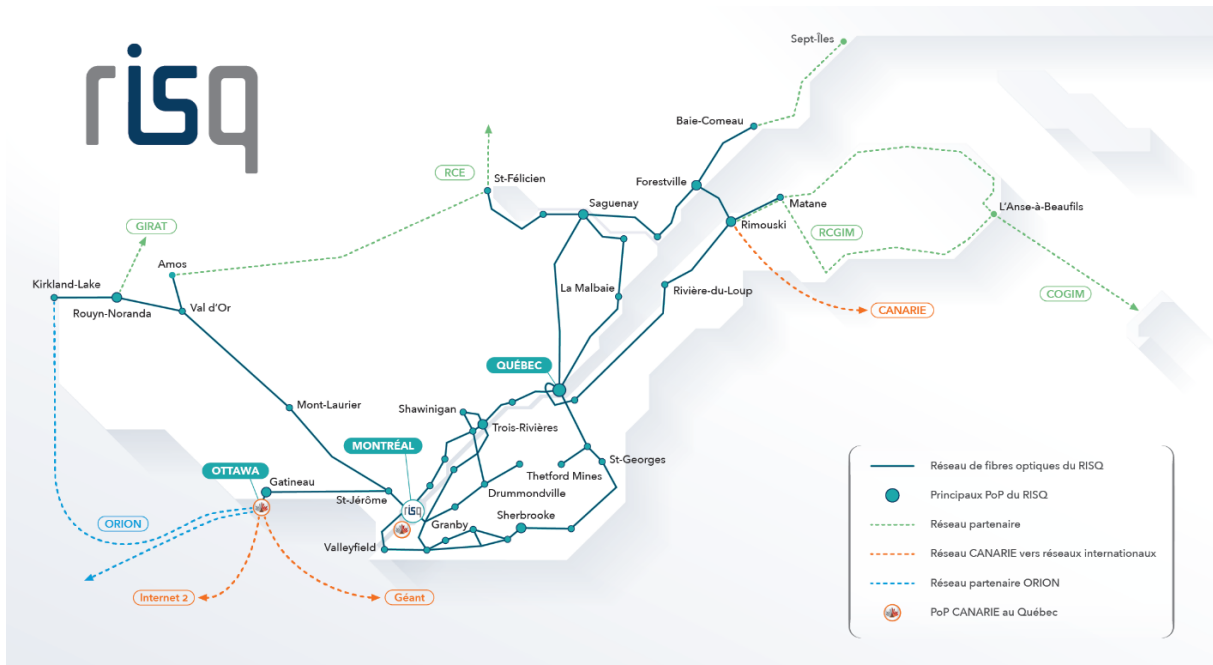 risq
Sept-Îles
Baie-Comeau
RCE
St-Félicien
Forestville
Saguenay
Matane
L'Anse-à-Beaufils
GIRAT
Rimouski
RCGIM
Amos
Kirkland-Lake
La Malbaie
Rivière-du-Loup
COGIM
Rouyn-Noranda
Val d'Or
CANARIE
QUÉBEC
Mont-Laurier
Shawinigan
Trois-Rivières
MONTRÉAL
St-Georges
OTTAWA
Thetford Mines
Gatineau
St-Jérôme
Drummondville
risq
ORION
Granby
Sherbrooke
Valleyfield
Internet 2
Géant
Réseau de fibres optiques du RISQ
Principaux PoP du RISQ
Réseau partenaire
Réseau CANARIE vers réseaux internationaux
Réseau partenaire ORION
PoP CANARIE au Québec